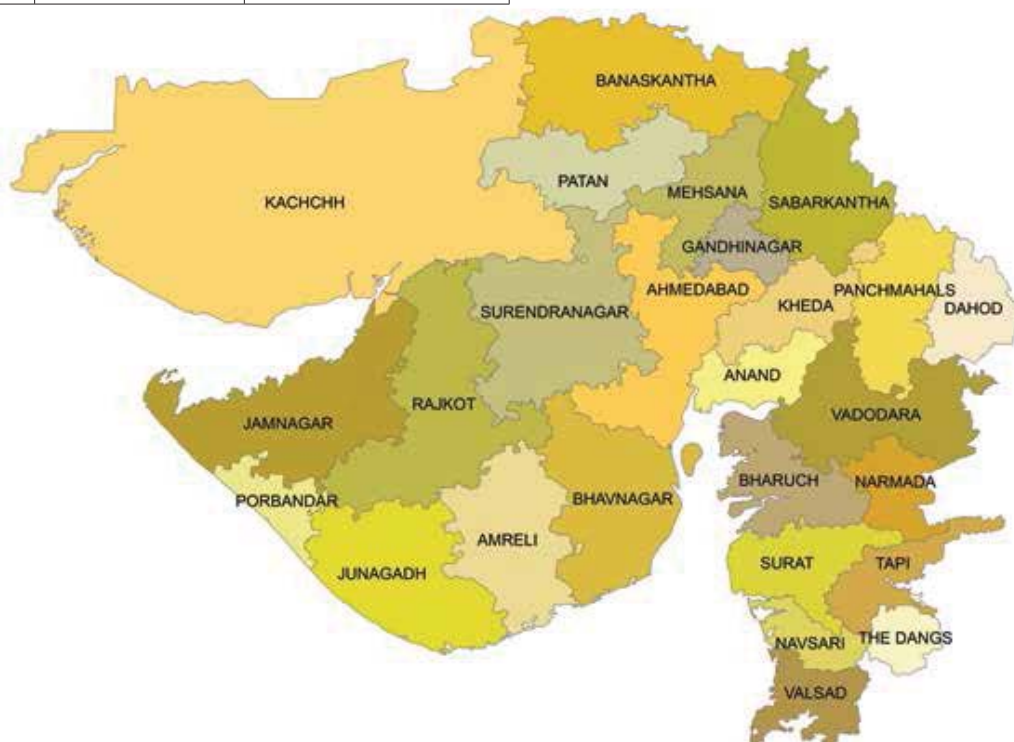 BANASKANTHA
PATAN
MEHSANA
SABARKANTHA
KACHCHH
GANDHINAGAR
AHMEDABAD
PANCHMAHALS
KHEDA
DAHOD
SURENDRANAGAR
ANAND
RAJKOT
VADODARA
JAMNAGAR
BHARUCH
NARMADA
PORBANDAR
BHAVNAGAR
AMRELI
SURAT
TAPI
JUNAGADH
NAVSARI
THE DANGS
VALSAD